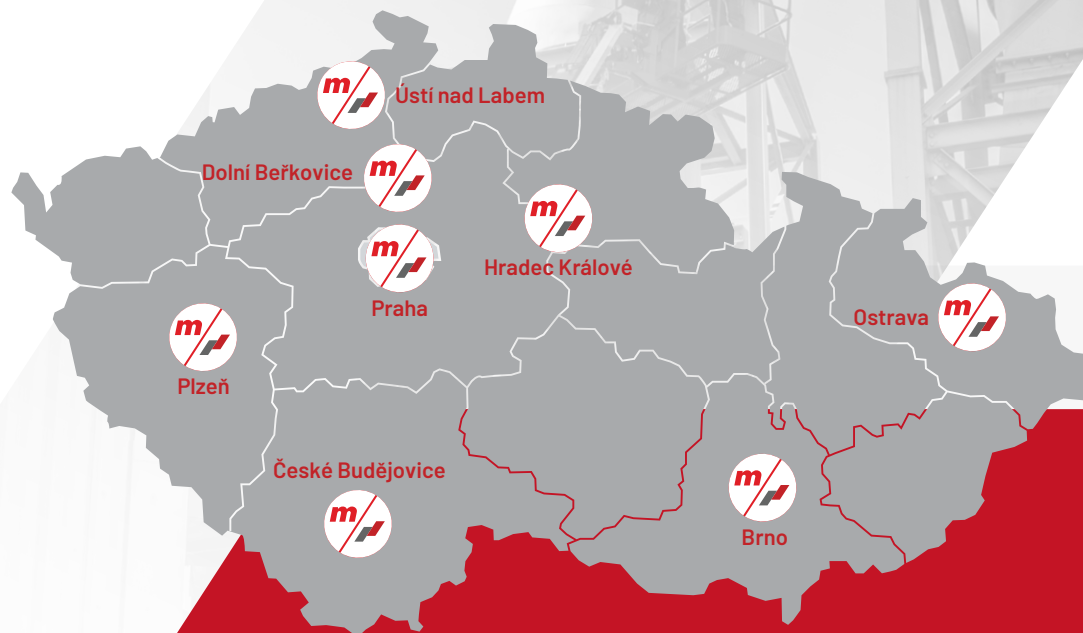 m
Ústí nad Labem
Dolní Beřkovice
m
m
Hradec Králové
m
Praha
m
Plzeň
Ostrava
m
České Budějovice
m
m
Brno